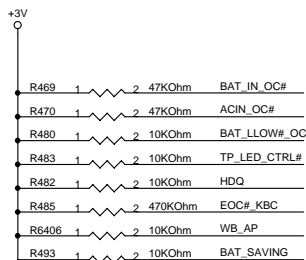 +3V
R469 1 2 47KOhm BAT_IN_OC#
R470 1 2 47KOhm ACIN_OC#
R480 1 2 10KOhm BAT_LLOW#_OC
R483 1 2 10KOhm TP_LED_CTRL#
R482 1 2 10KOhm HDQ
R485 1 2 470KOhm EOC#_KBC
R6406 1 2 10KOhm WB_AP
R493 1 2 10KOhm BAT_SAVING